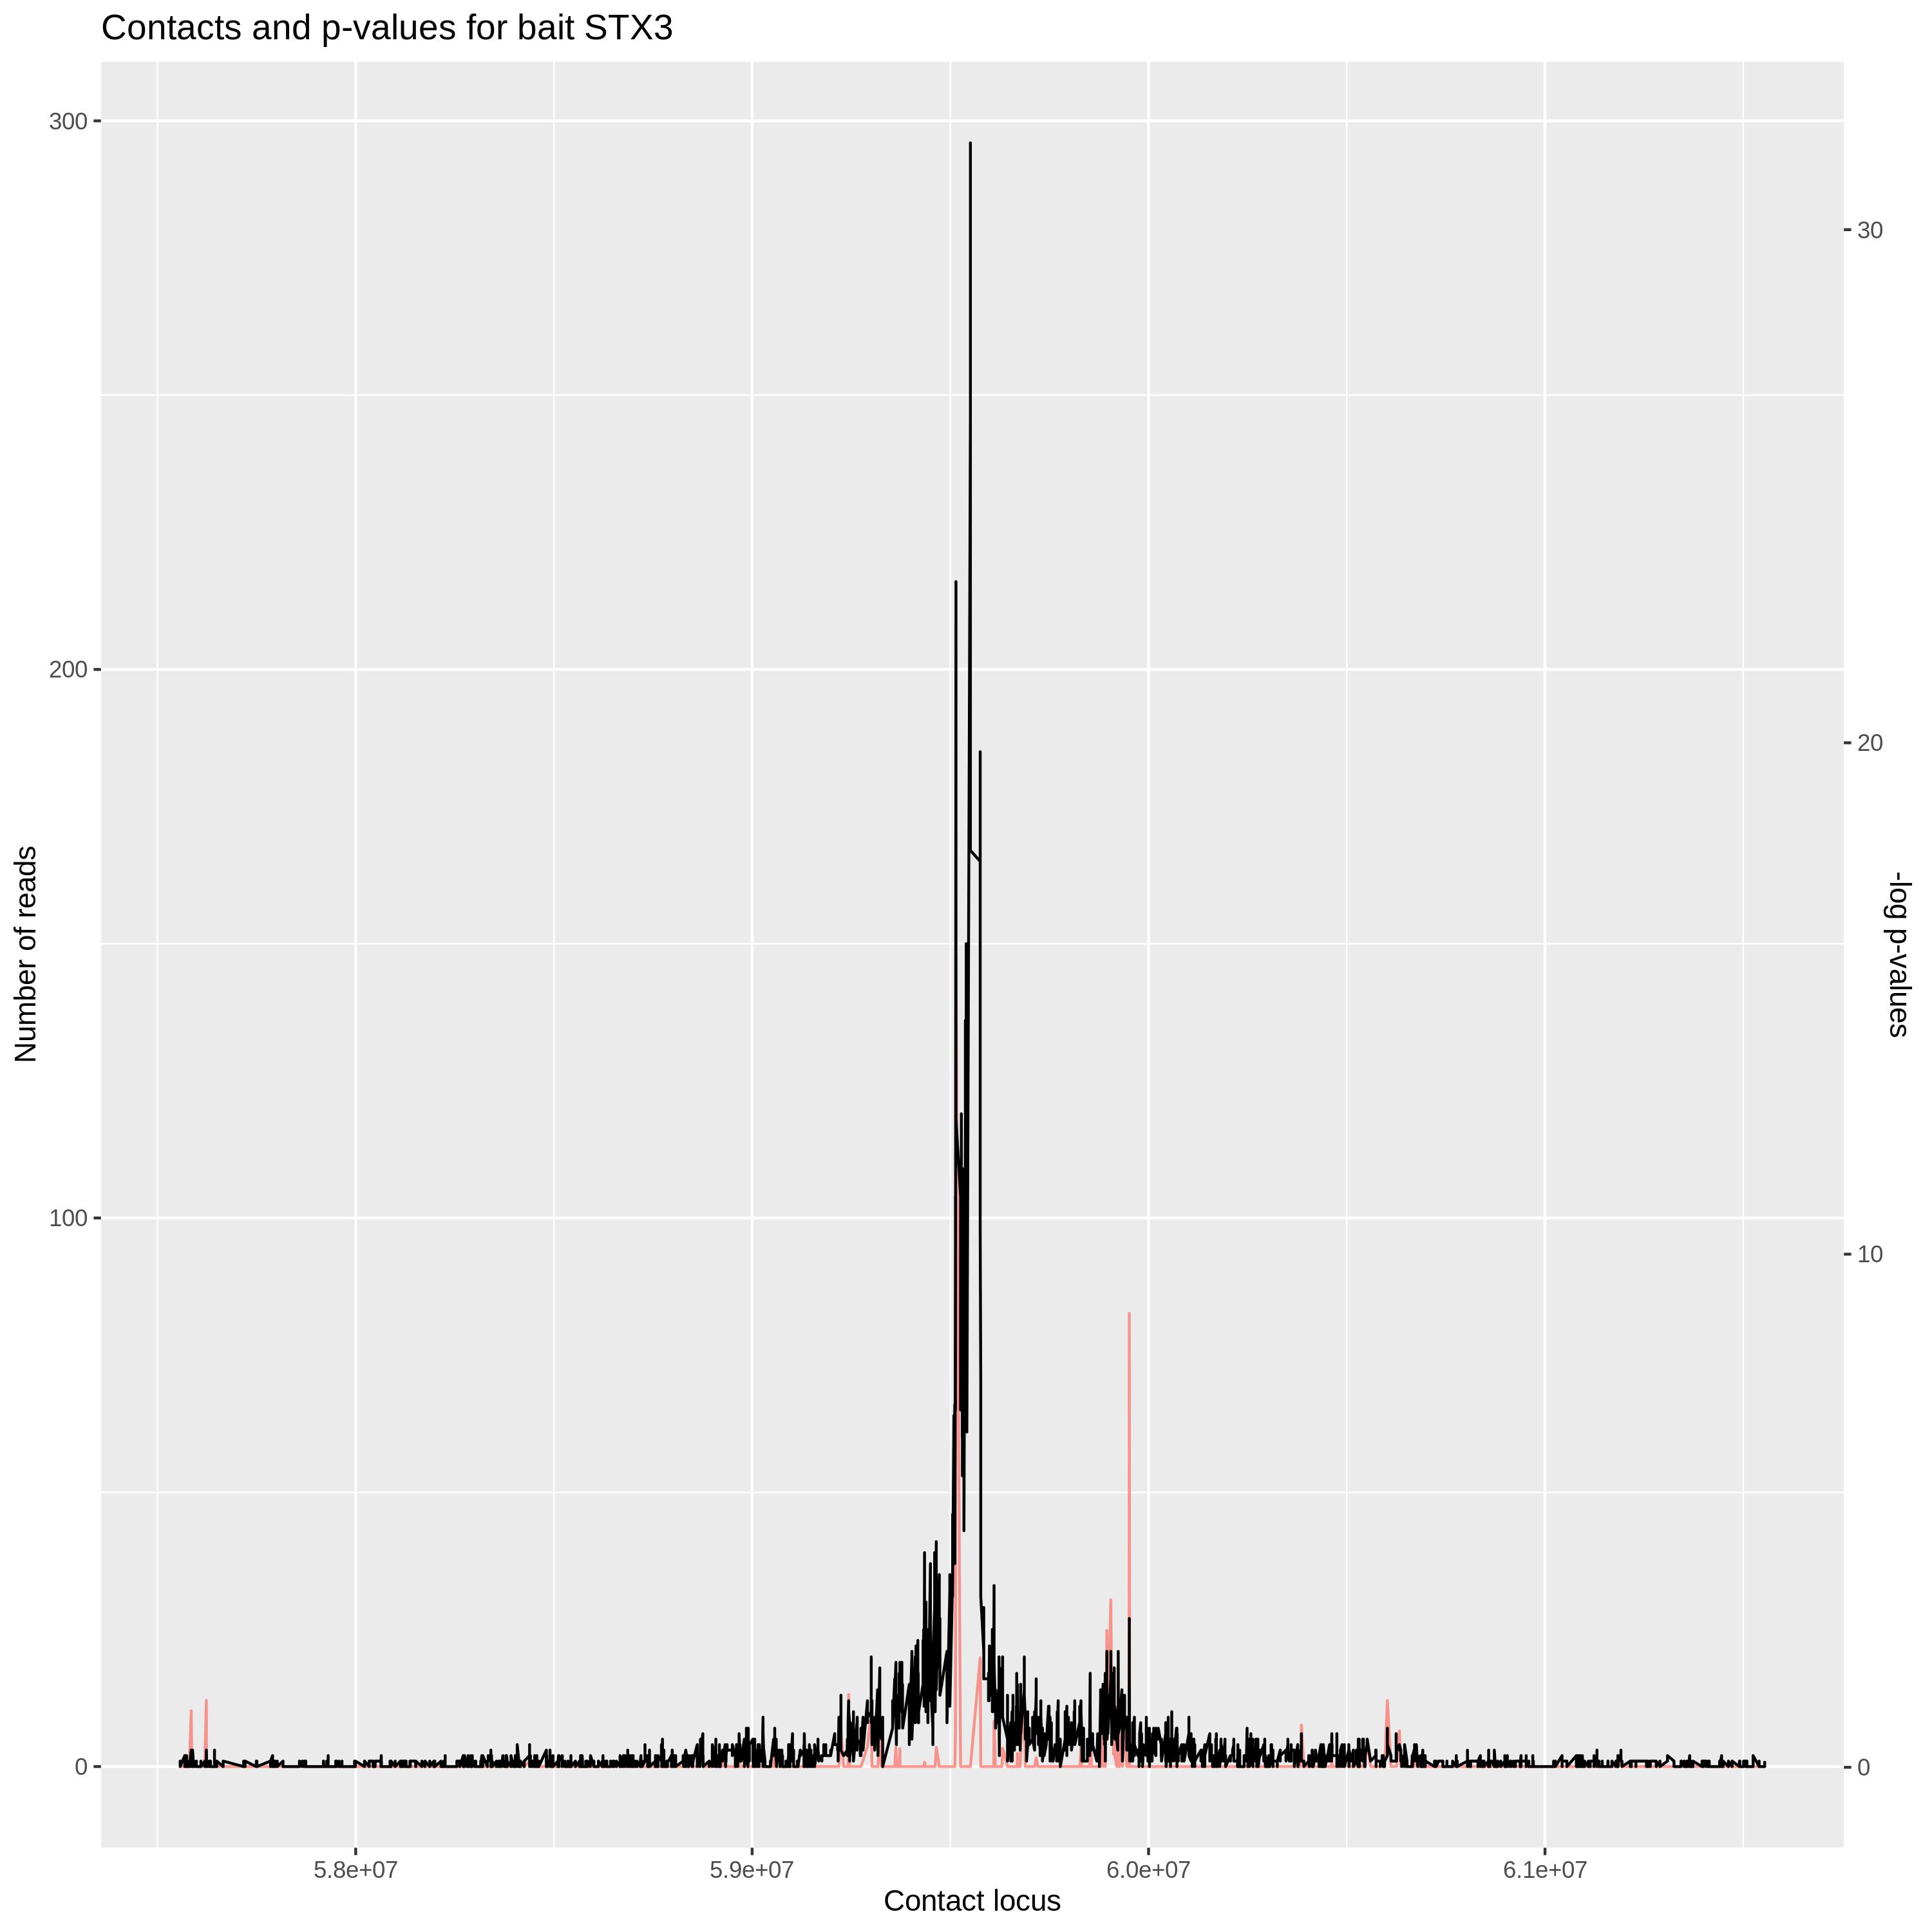 Contacts and p-values for bait STX3
300
200
100
0
Number of reads
30
20
10
0
-log p-values
5.8e+07
5.9e+07
6.0e+07
6.1e+07
Contact locus